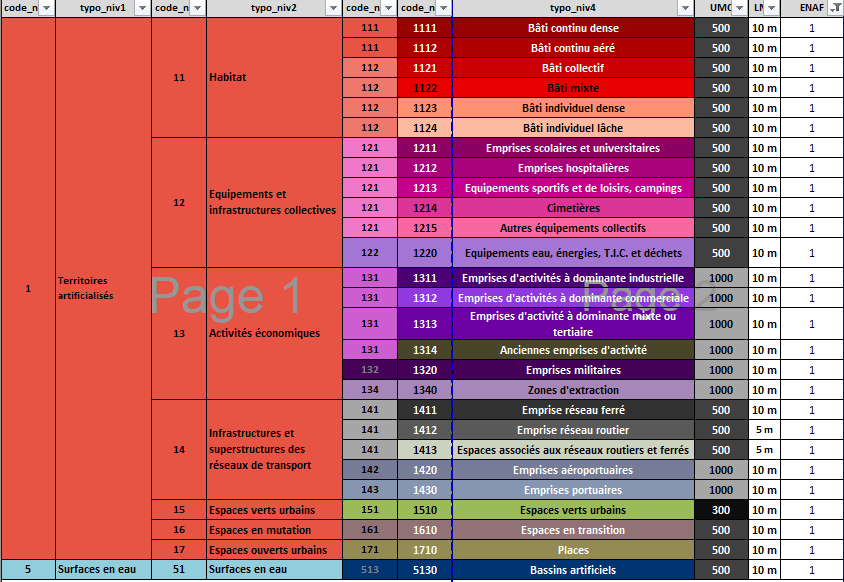 code_n typo_niv1 code_n typo_niv2 code_n code_n typo_niv4 UMC LN ENAF
111 1111 Bâti continu dense 500 10 m 1
111 1112 Bâti continu aéré 500 10 m 1
112 1121 Bâti collectif 500 10 m 1
11 Habitat
112 1122 Bâti mixte 500 10 m 1
112 1123 Bâti individuel dense 500 10 m 1
112 1124 Bâti individuel lâche 500 10 m 1
121 1211 Emprises scolaires et universitaires 500 10 m 1
121 1212 Emprises hospitalières 500 10 m 1
121 1213 Equipements sportifs et de loisirs, campings 500 10 m 1
12 Equipements et
infrastructures collectives
121 1214 Cimetières 500 10 m 1
121 1215 Autres équipements collectifs 500 10 m 1
122 1220 Equipements eau, énergies, T.I.C. et déchets 500 10 m 1
1 Territoires
artificialisés
131 1311 Emprises d'activités à dominante industrielle 1000 10 m 1
131 1312 Emprises d'activités à dominante commerciale 1000 10 m 1
Page 1
Page 2
131 1313 Emprises d'activités à dominante mixte ou
tertiaire 1000 10 m 1
13 Activités économiques
131 1314 Anciennes emprises d'activité 1000 10 m 1
132 1320 Emprises militaires 1000 10 m 1
134 1340 Zones d'extraction 1000 10 m 1
141 1411 Emprise réseau ferré 500 10 m 1
141 1412 Emprise réseau routier 500 5 m 1
14 Infrastructures et
superstructures des
réseaux de transport
141 1413 Espaces associés aux réseaux routiers et ferrés 500 5 m 1
142 1420 Emprises aéroportuaires 1000 10 m 1
143 1430 Emprises portuaires 1000 10 m 1
15 Espaces verts urbains 151 1510 Espaces verts urbains 300 10 m 1
16 Espaces en mutation 161 1610 Espaces en transition 500 10 m 1
17 Espaces ouverts urbains 171 1710 Places 500 10 m 1
5 Surfaces en eau 51 Surfaces en eau 513 5130 Bassins artificiels 500 10 m 1